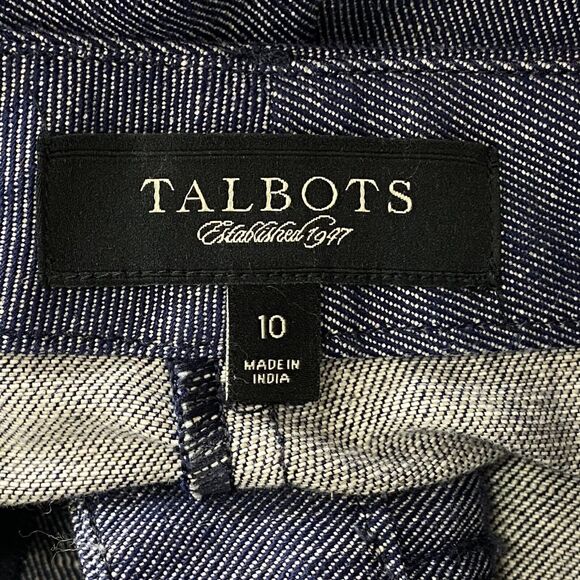 TALBOTS
Established 1947
10
MADE IN
INDIA